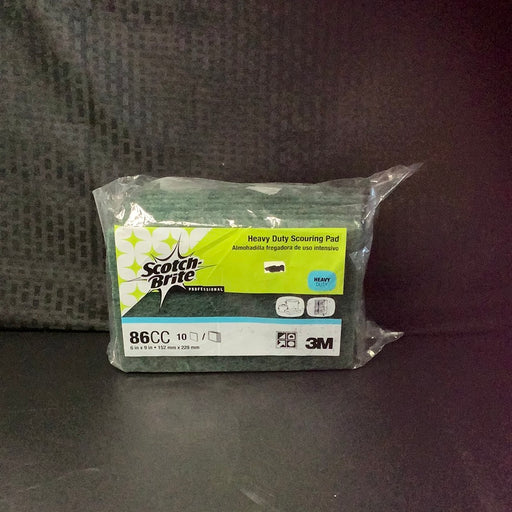 Heavy Duty Scouring Pad
Almohadilla fregadora de uso intensivo
Scotch-
Brite
PROFESSIONAL
HEAVY
DUTY
86CC 10 /
6 in x 9 in • 152 mm x 229 mm
3M